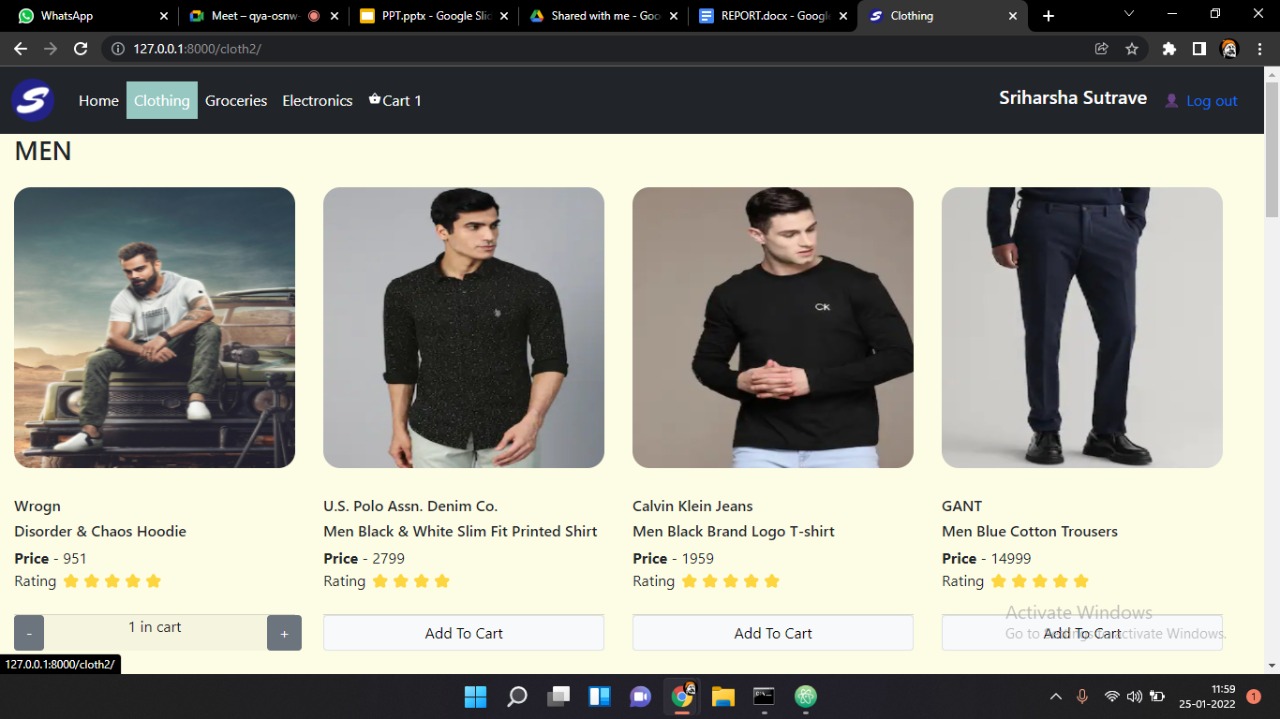 WhatsApp
Meet – qya-osnw-
PPT.pptx - Google Slic
Shared with me - Goo
REPORT.docx - Google
Clothing
127.0.0.1:8000/cloth2/
S
Home
Clothing
Groceries
Electronics
Cart 1
Sriharsha Sutrave
Log out
MEN
CK
Wrogn
Disorder & Chaos Hoodie
Price - 951
Rating
- 1 in cart +
U.S. Polo Assn. Denim Co.
Men Black & White Slim Fit Printed Shirt
Price - 2799
Rating
Add To Cart
Calvin Klein Jeans
Men Black Brand Logo T-shirt
Price - 1959
Rating
Add To Cart
GANT
Men Blue Cotton Trousers
Price - 14999
Rating
Add To Cart
Activate Windows
Go to Settings to activate Windows.
127.0.0.1:8000/cloth2/
11:59
25-01-2022
1